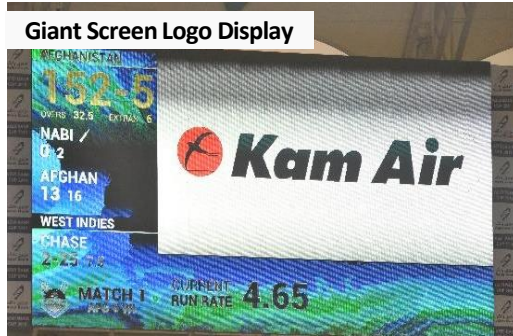 Giant Screen Logo Display
AFGHANISTAN
152-5
OVERS 32.5 EXTRAS 6
NABI
0 2
AFGHAN
13 16
WEST INDIES
CHASE
2-25
MATCH 1
CURRENT
RUN RATE 4.65
Kam Air